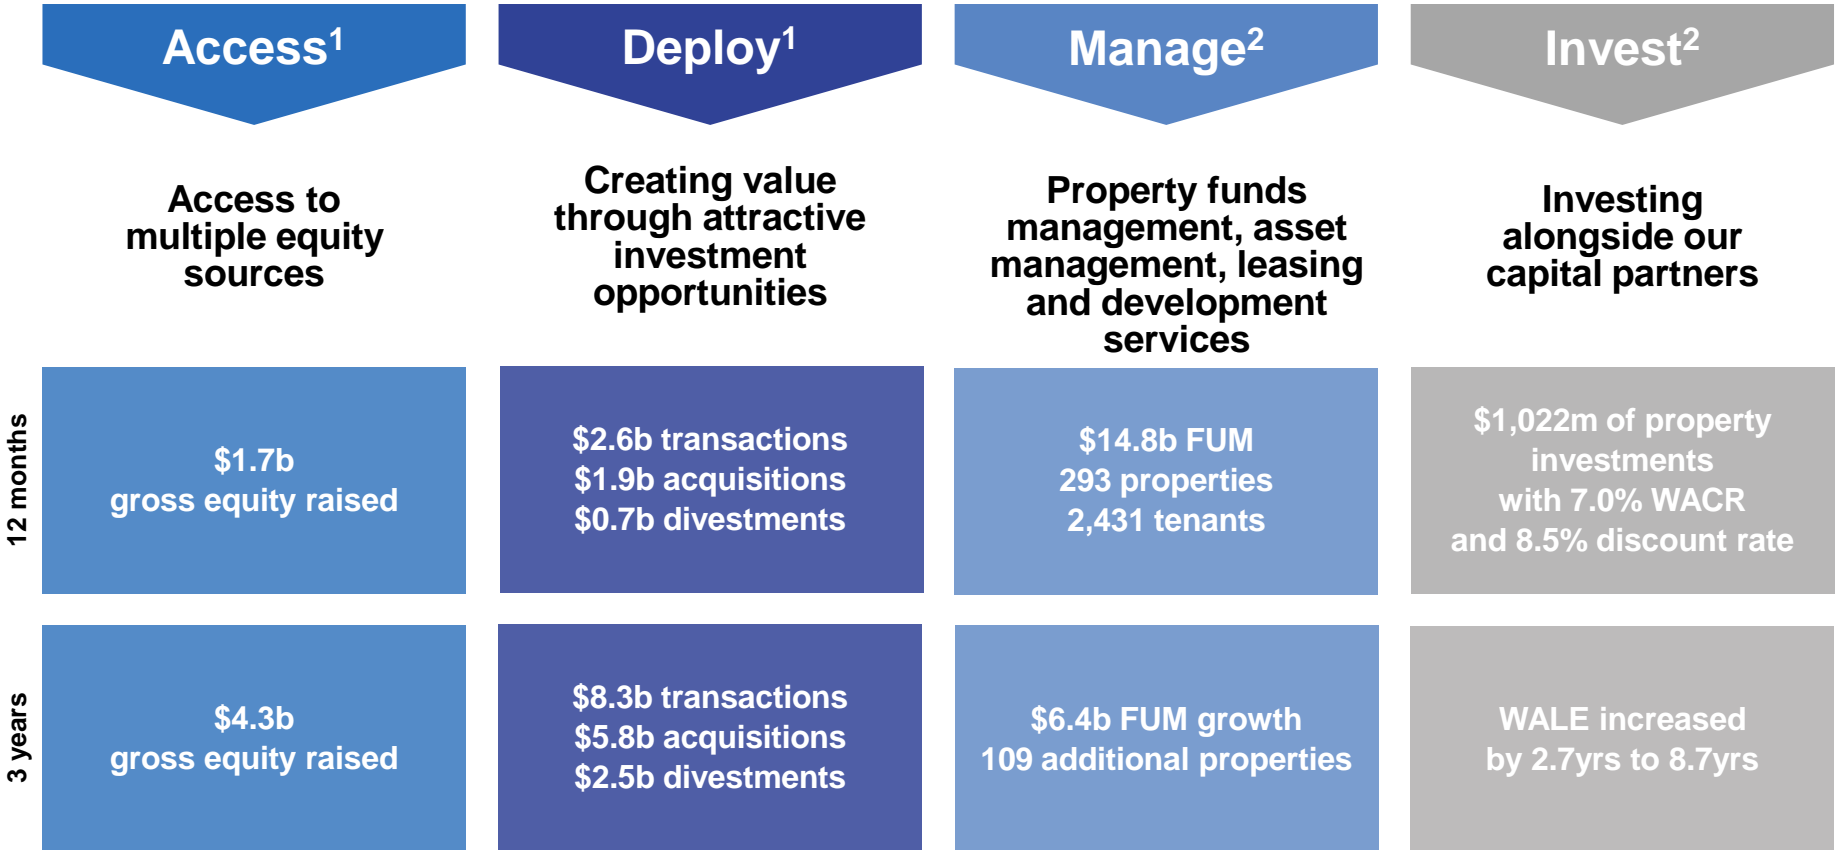 Access1
Deploy1
Manage2
Invest2
Access to
multiple equity
sources
Creating value
through attractive
investment
opportunities
Property funds
management, asset
management, leasing
and development
services
Investing
alongside our
capital partners
12 months
$1.7b
gross equity raised
$2.6b transactions
$1.9b acquisitions
$0.7b divestments
$14.8b FUM
293 properties
2,431 tenants
$1,022m of property
investments
with 7.0% WACR
and 8.5% discount rate
3 years
$4.3b
gross equity raised
$8.3b transactions
$5.8b acquisitions
$2.5b divestments
$6.4b FUM growth
109 additional properties
WALE increased
by 2.7yrs to 8.7yrs